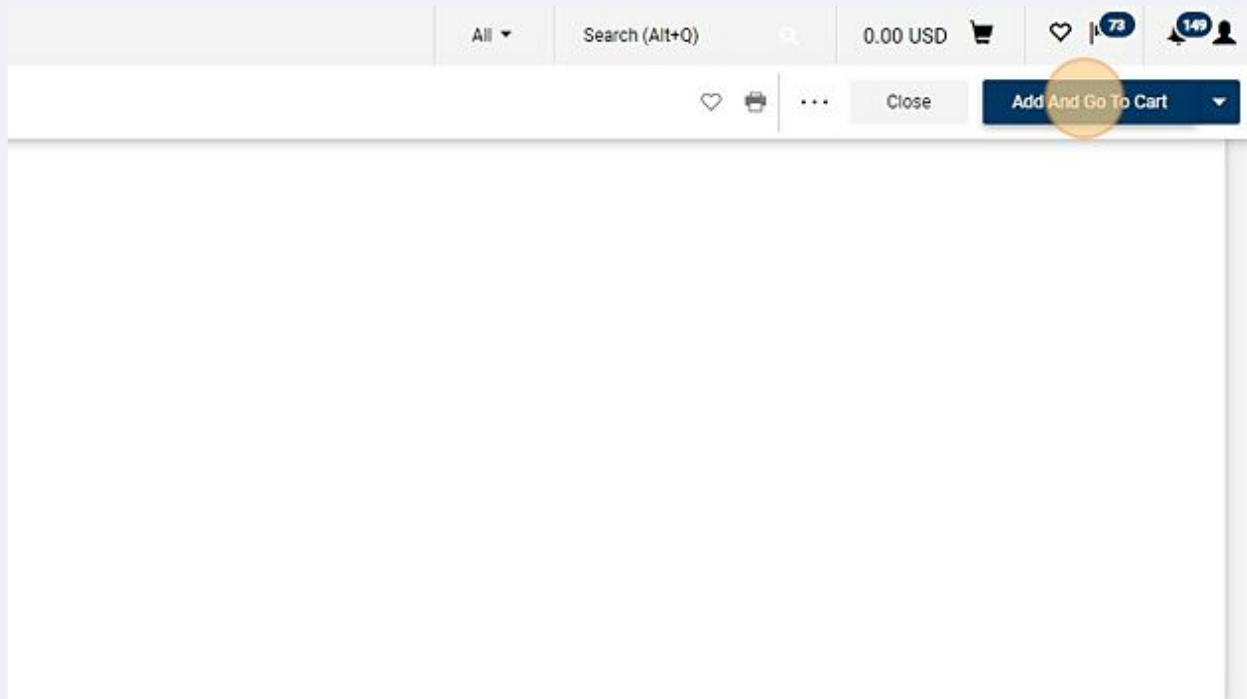 All
Search (Alt+Q)
0.00 USD
73
149
Close
Add And Go To Cart